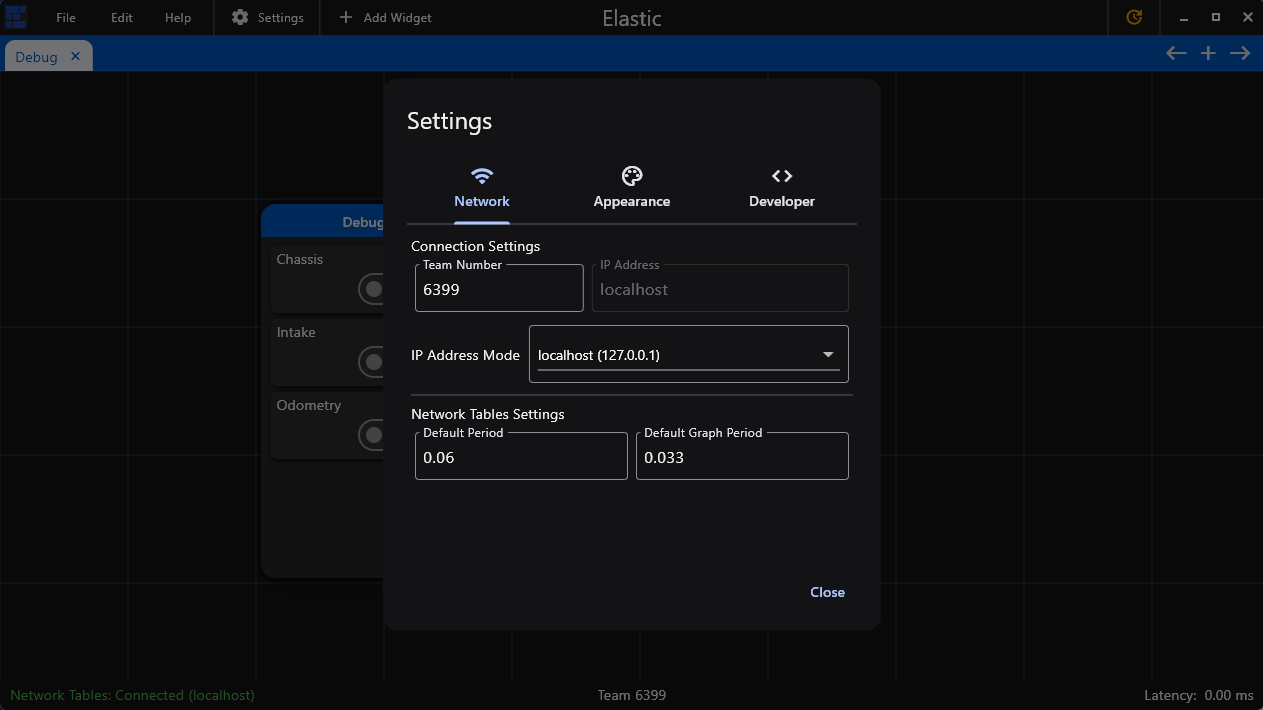 File Edit Help Settings Add Widget Elastic
Debug
Settings
Network Appearance Developer
Connection Settings
Team Number IP Address
6399 localhost
IP Address Mode localhost (127.0.0.1)
Network Tables Settings
Default Period Default Graph Period
0.06 0.033
Close
Debug
Chassis
Intake
Odometry
Network Tables: Connected (localhost) Team 6399 Latency: 0.00 ms